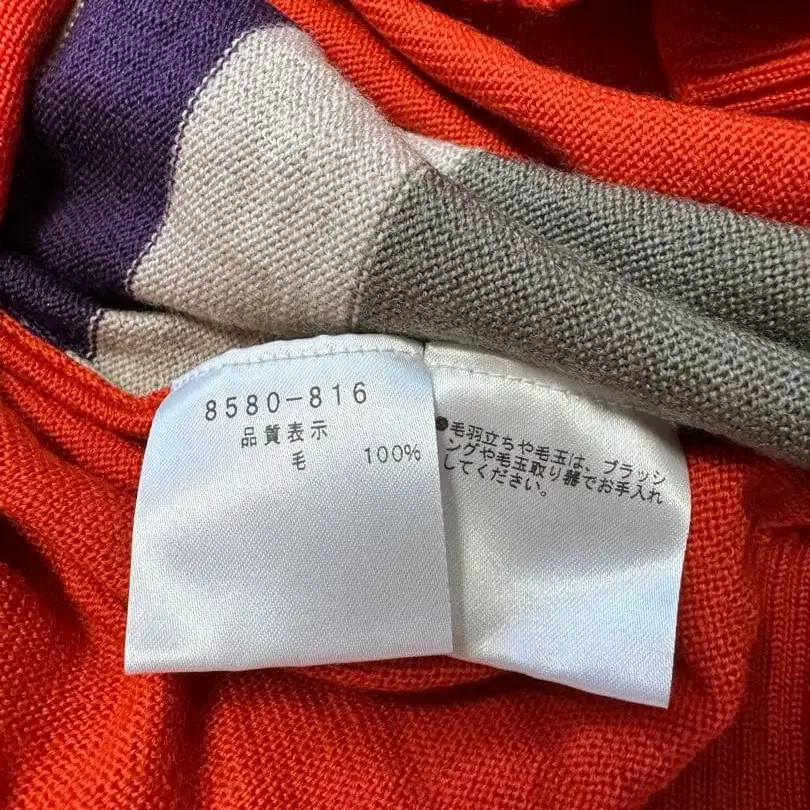 8580-816
品質表示
毛 100%
●毛羽立ちや毛玉は、ブラッシ
ングや毛玉取り器でお手入れ
してください。